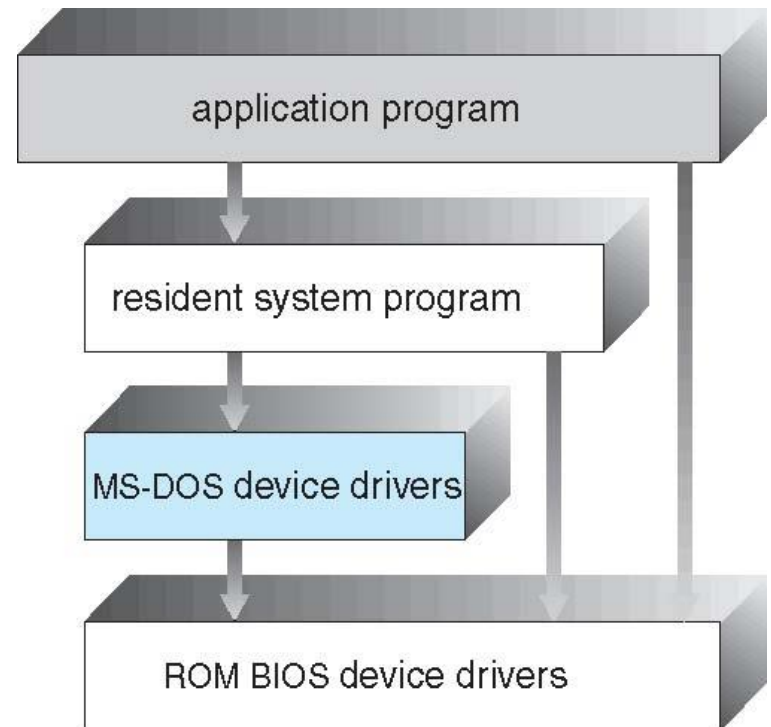 application program
resident system program
MS-DOS device drivers
ROM BIOS device drivers